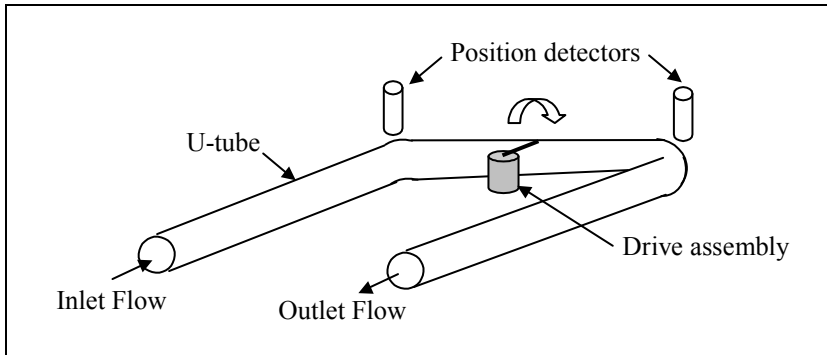 Position detectors
U-tube
Drive assembly
Inlet Flow
Outlet Flow